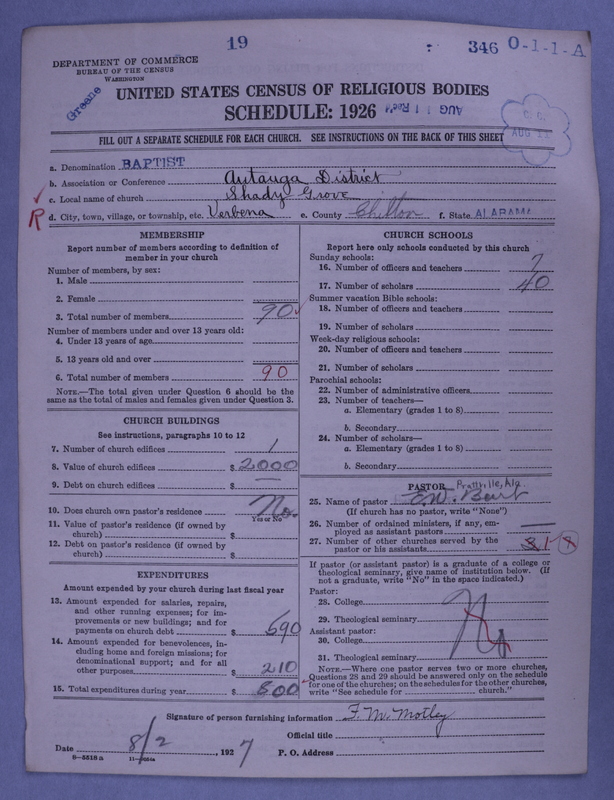 19
346 O-1-1-A
DEPARTMENT OF COMMERCE
BUREAU OF THE CENSUS
WASHINGTON
Greene
UNITED STATES CENSUS OF RELIGIOUS BODIES
SCHEDULE: 1926
AUG 11 Rec'd
FILL OUT A SEPARATE SCHEDULE FOR EACH CHURCH. SEE INSTRUCTIONS ON THE BACK OF THIS SHEET
AUG 11
a. Denomination BAPTIST
b. Association or Conference Autauga District
c. Local name of church Shady Grove
R d. City, town, village, or township, etc. Verbena e. County Chilton f. State ALABAMA
MEMBERSHIP
Report number of members according to definition of
member in your church
Number of members, by sex:
1. Male
2. Female
3. Total number of members 90
Number of members under and over 13 years old:
4. Under 13 years of age
5. 13 years old and over
6. Total number of members 90
NOTE.—The total given under Question 6 should be the
same as the total of males and females given under Question 3.
CHURCH BUILDINGS
See instructions, paragraphs 10 to 12
7. Number of church edifices 1
8. Value of church edifices $ 2000
9. Debt on church edifices $ —
10. Does church own pastor's residence No.
Yes or No
11. Value of pastor's residence (if owned by
church) $
12. Debt on pastor's residence (if owned by
church) $
EXPENDITURES
Amount expended by your church during last fiscal year
13. Amount expended for salaries, repairs,
and other running expenses; for im-
provements or new buildings; and for
payments on church debt $ 590
14. Amount expended for benevolences, in-
cluding home and foreign missions; for
denominational support; and for all
other purposes $ 210
15. Total expenditures during year $ 800
CHURCH SCHOOLS
Report here only schools conducted by this church
Sunday schools:
16. Number of officers and teachers 7
17. Number of scholars 40
Summer vacation Bible schools:
18. Number of officers and teachers
19. Number of scholars
Week-day religious schools:
20. Number of officers and teachers
21. Number of scholars
Parochial schools:
22. Number of administrative officers
23. Number of teachers—
a. Elementary (grades 1 to 8)
b. Secondary
24. Number of scholars—
a. Elementary (grades 1 to 8)
b. Secondary
PASTOR Prattville, Ala
25. Name of pastor E. W. Bent
(If church has no pastor, write "None")
26. Number of ordained ministers, if any, em-
ployed as assistant pastors —
27. Number of other churches served by the
pastor or his assistants 3 1
If pastor (or assistant pastor) is a graduate of a college or
theological seminary, give name of institution below. (If
not a graduate, write "No" in the space indicated.)
Pastor:
28. College
29. Theological seminary No
Assistant pastor:
30. College
31. Theological seminary
NOTE.—Where one pastor serves two or more churches,
Questions 28 and 29 should be answered only on the schedule
for one of the churches; on the schedules for the other churches,
write "See schedule for church."
Signature of person furnishing information F. M. Motley
Official title
Date 8/2, 1927 P. O. Address
8—5516 a